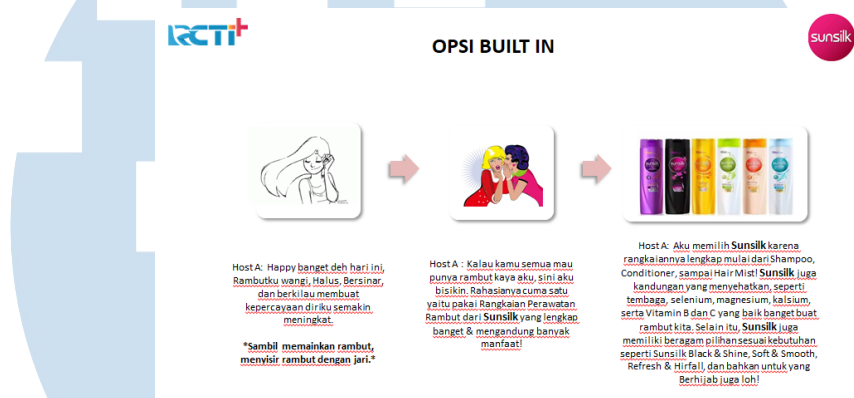 RCTI+
OPSI BUILT IN
sunsilk
Host A: Happy banget deh hari ini,
Rambutku wangi, Halus, Bersinar,
dan berkilau membuat
kepercayaan diriku semakin
meningkat.
*Sambil memainkan rambut,
menyisir rambut dengan jari.*
Host A : Kalau kamu semua mau
punya rambut kaya aku, sini aku
bisikin. Rahasianya cuma satu
yaitu pakai Rangkaian Perawatan
Rambut dari Sunsilk yang lengkap
banget & mengandung banyak
manfaat!
Host A: Aku memilih Sunsilk karena
rangkaiannya lengkap mulai dari Shampoo,
Conditioner, sampai Hair Mist! Sunsilk juga
kandungan yang menyehatkan, seperti
tembaga, selenium, magnesium, kalsium,
serta Vitamin B dan C yang baik banget buat
rambut kita. Selain itu, Sunsilk juga
memiliki beragam pilihan sesuai kebutuhan
seperti Sunsilk Black & Shine, Soft & Smooth,
Refresh & Hirfall, dan bahkan untuk yang
Berhijab juga loh!